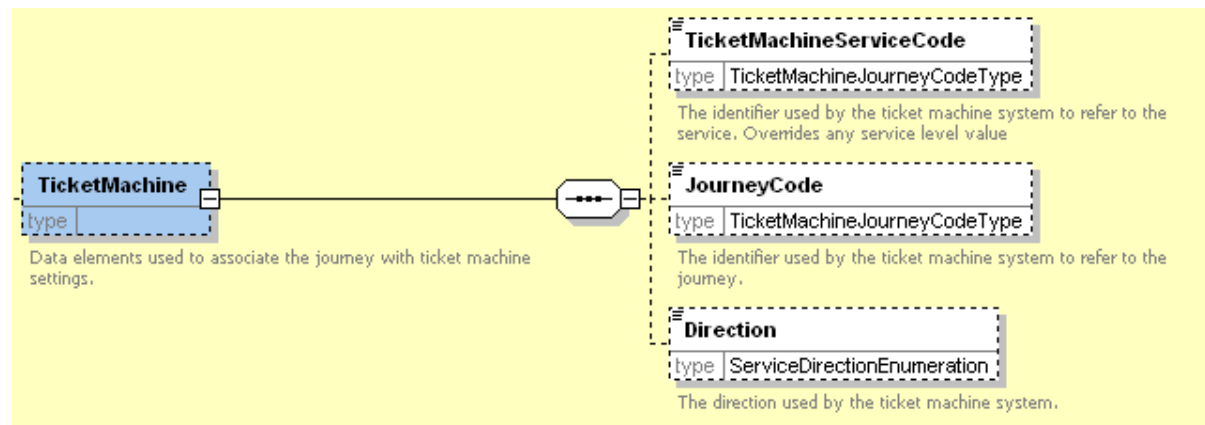 TicketMachine
type
Data elements used to associate the journey with ticket machine
settings.
TicketMachineServiceCode
type TicketMachineJourneyCodeType
The identifier used by the ticket machine system to refer to the
service. Overrides any service level value
JourneyCode
type TicketMachineJourneyCodeType
The identifier used by the ticket machine system to refer to the
journey.
Direction
type ServiceDirectionEnumeration
The direction used by the ticket machine system.